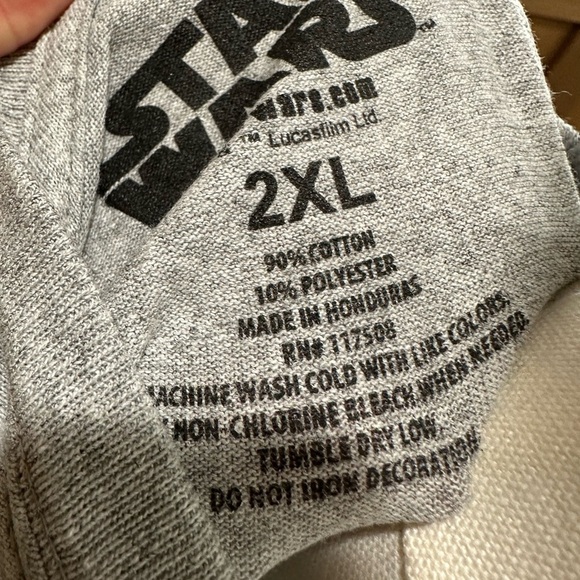 STAR
WARS
wars.com
™ Lucasfilm Ltd.
2XL
90% COTTON
10% POLYESTER
MADE IN HONDURAS
RN# 117508
MACHINE WASH COLD WITH LIKE COLORS,
NON-CHLORINE BLEACH WHEN NEEDED.
TUMBLE DRY LOW.
DO NOT IRON DECORATION.